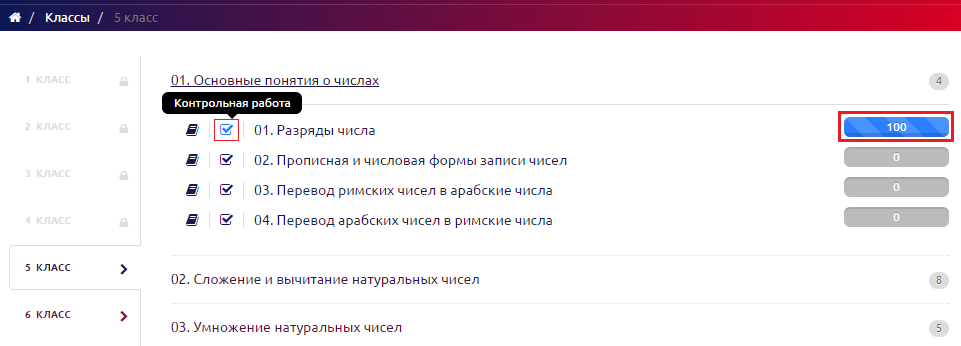 / Классы / 5 класс
1 КЛАСС
01. Основные понятия о числах
4
Контрольная работа
2 КЛАСС
01. Разряды числа
100
02. Прописная и числовая формы записи чисел
0
3 КЛАСС
03. Перевод римских чисел в арабские числа
0
4 КЛАСС
04. Перевод арабских чисел в римские числа
0
5 КЛАСС
02. Сложение и вычитание натуральных чисел
8
6 КЛАСС
03. Умножение натуральных чисел
5